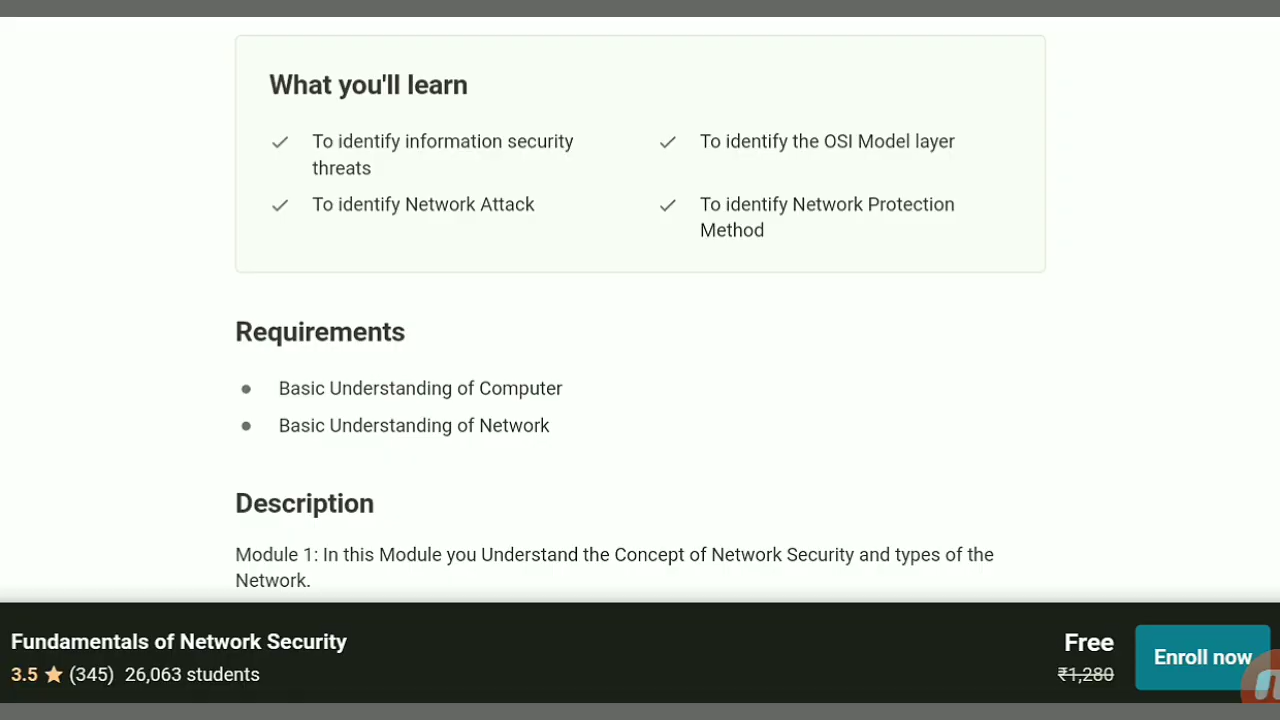 What you'll learn
To identify information security
threats
To identify the OSI Model layer
To identify Network Attack
To identify Network Protection
Method
Requirements
Basic Understanding of Computer
Basic Understanding of Network
Description
Module 1: In this Module you Understand the Concept of Network Security and types of the
Network.
Fundamentals of Network Security
3.5 ★ (345) 26,063 students
Free
₹1,280
Enroll now